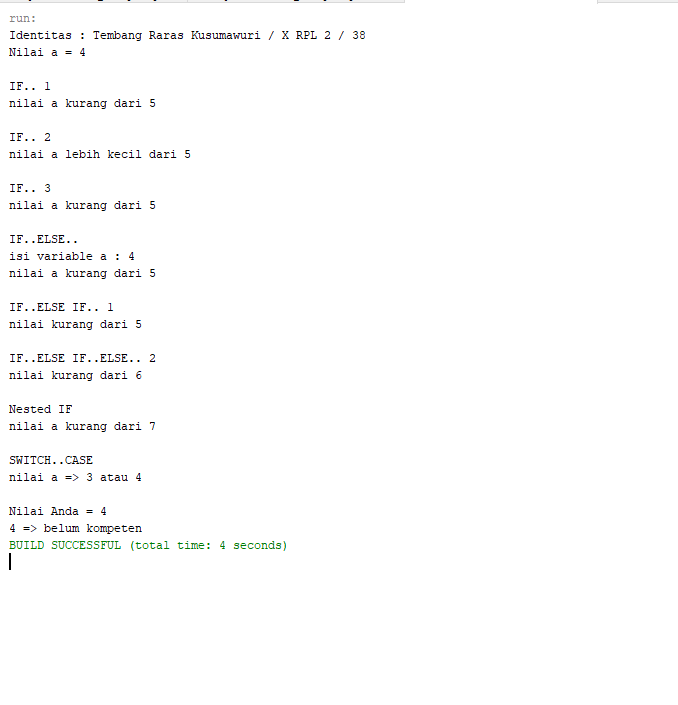 run:
Identitas : Tembang Raras Kusumawuri / X RPL 2 / 38
Nilai a = 4
IF.. 1
nilai a kurang dari 5
IF.. 2
nilai a lebih kecil dari 5
IF.. 3
nilai a kurang dari 5
IF..ELSE..
isi variable a : 4
nilai a kurang dari 5
IF..ELSE IF.. 1
nilai kurang dari 5
IF..ELSE IF..ELSE.. 2
nilai kurang dari 6
Nested IF
nilai a kurang dari 7
SWITCH..CASE
nilai a => 3 atau 4
Nilai Anda = 4
4 => belum kompeten
BUILD SUCCESSFUL (total time: 4 seconds)